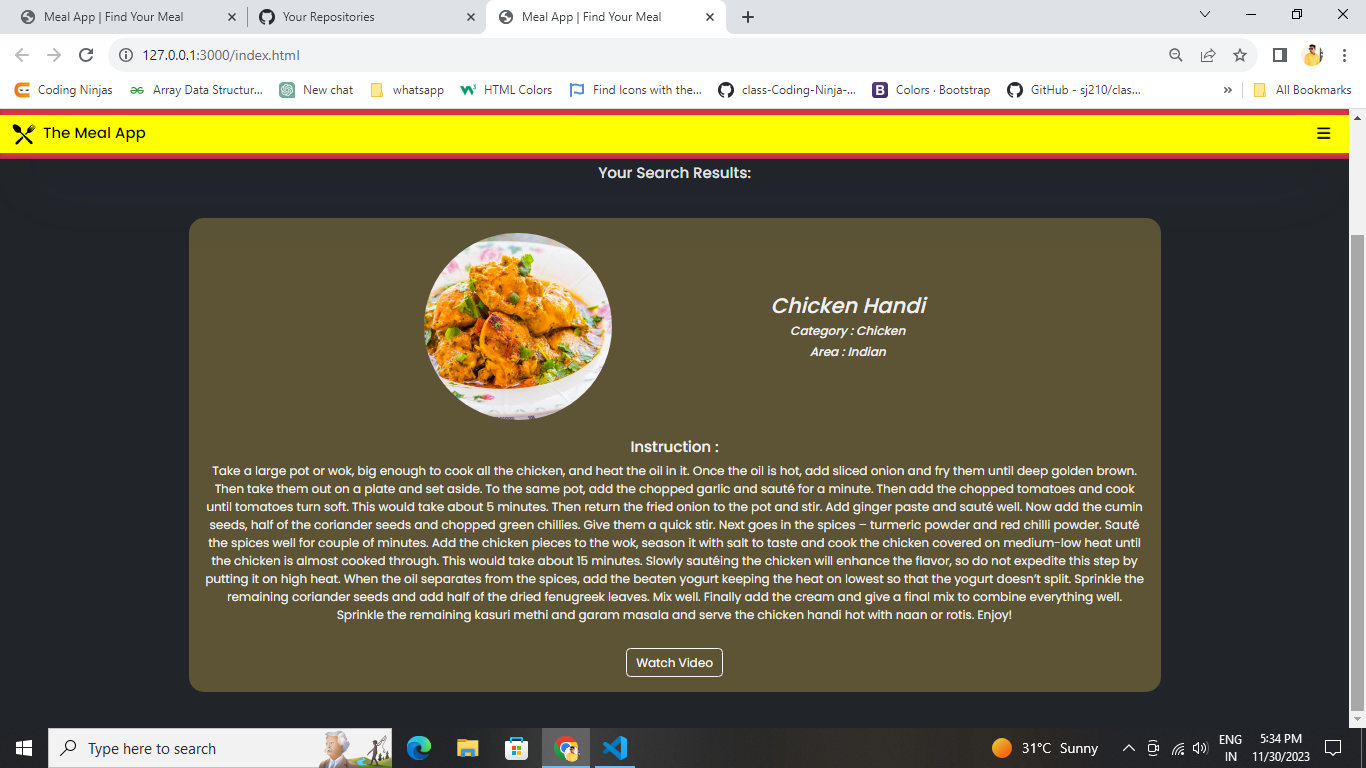 Meal App | Find Your Meal
Your Repositories
Meal App | Find Your Meal
127.0.0.1:3000/index.html
Coding Ninjas
Array Data Structur...
New chat
whatsapp
HTML Colors
Find Icons with the...
class-Coding-Ninja-...
Colors · Bootstrap
GitHub - sj210/clas...
»
All Bookmarks
The Meal App
Your Search Results:
Chicken Handi
Category : Chicken
Area : Indian
Instruction :
Take a large pot or wok, big enough to cook all the chicken, and heat the oil in it. Once the oil is hot, add sliced onion and fry them until deep golden brown.
Then take them out on a plate and set aside. To the same pot, add the chopped garlic and sauté for a minute. Then add the chopped tomatoes and cook
until tomatoes turn soft. This would take about 5 minutes. Then return the fried onion to the pot and stir. Add ginger paste and sauté well. Now add the cumin
seeds, half of the coriander seeds and chopped green chillies. Give them a quick stir. Next goes in the spices – turmeric powder and red chilli powder. Sauté
the spices well for couple of minutes. Add the chicken pieces to the wok, season it with salt to taste and cook the chicken covered on medium-low heat until
the chicken is almost cooked through. This would take about 15 minutes. Slowly sautéing the chicken will enhance the flavor, so do not expedite this step by
putting it on high heat. When the oil separates from the spices, add the beaten yogurt keeping the heat on lowest so that the yogurt doesn’t split. Sprinkle the
remaining coriander seeds and add half of the dried fenugreek leaves. Mix well. Finally add the cream and give a final mix to combine everything well.
Sprinkle the remaining kasuri methi and garam masala and serve the chicken handi hot with naan or rotis. Enjoy!
Watch Video
Type here to search
31°C Sunny
ENG
IN
5:34 PM
11/30/2023